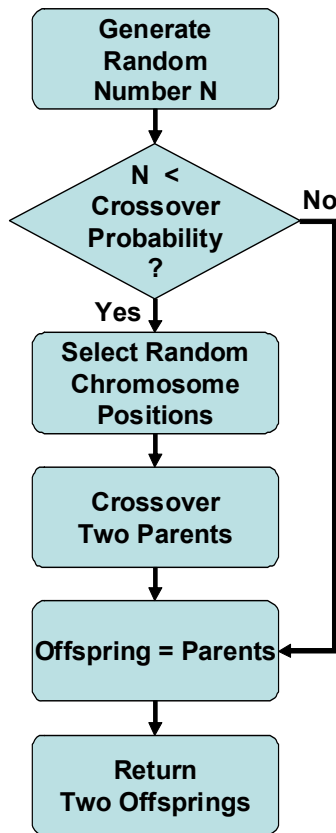 Generate
Random
Number N
N <
Crossover
Probability
?
No
Yes
Select Random
Chromosome
Positions
Crossover
Two Parents
Offspring = Parents
Return
Two Offsprings